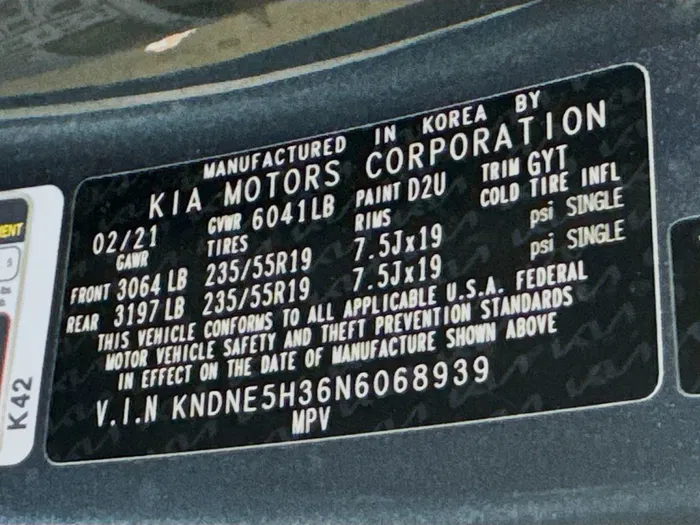 MANUFACTURED IN KOREA BY
KIA MOTORS CORPORATION
02/21 GVWR 6041LB PAINT D2U TRIM GYT
GAWR TIRES RIMS COLD TIRE INFL
FRONT 3064 LB 235/55R19 7.5Jx19 psi SINGLE
REAR 3197 LB 235/55R19 7.5Jx19 psi SINGLE
THIS VEHICLE CONFORMS TO ALL APPLICABLE U.S.A. FEDERAL
MOTOR VEHICLE SAFETY AND THEFT PREVENTION STANDARDS
IN EFFECT ON THE DATE OF MANUFACTURE SHOWN ABOVE
V.I.N KNDNE5H36N6068939
MPV
K42